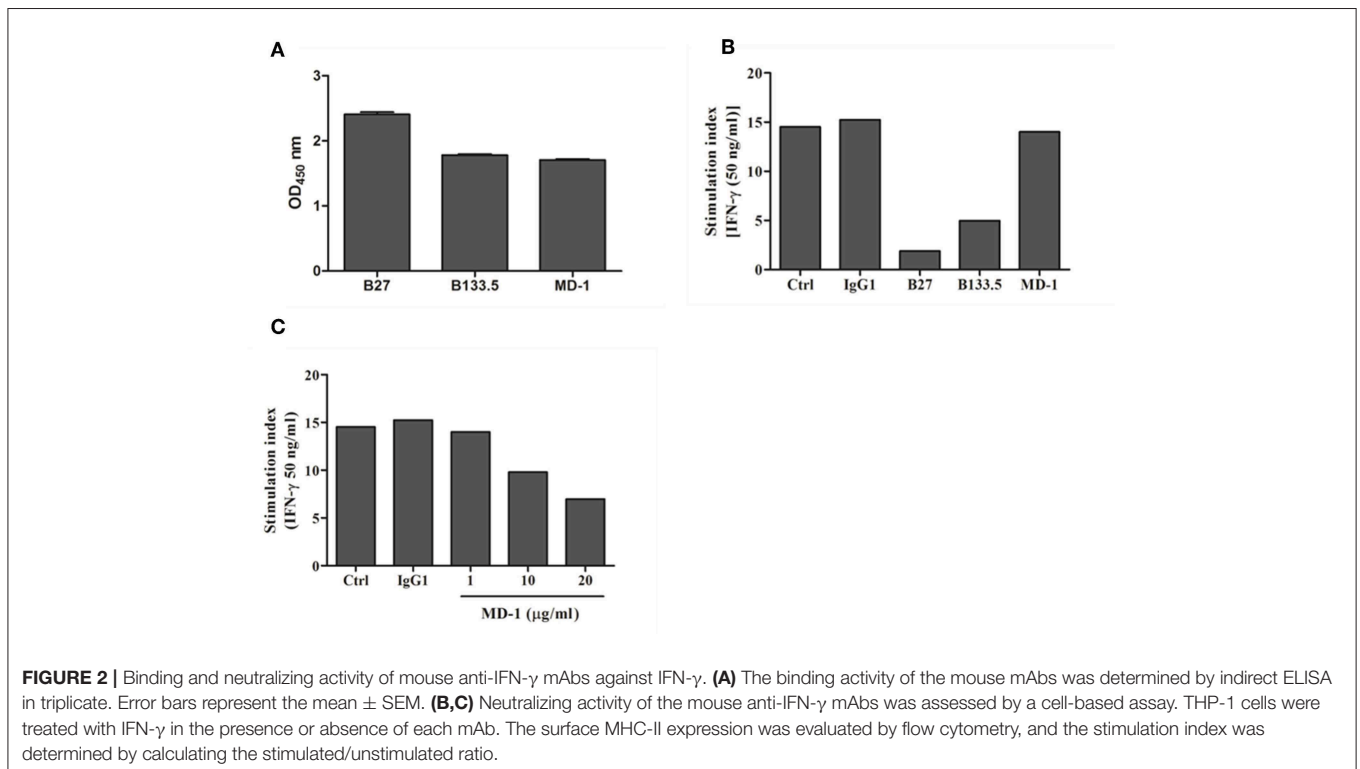 A
3
2
1
0
OD450 nm
B27
B133.5
MD-1
B
20
15
10
5
0
Stimulation index
[IFN-γ (50 ng/ml)]
Ctrl
IgG1
B27
B133.5
MD-1
C
20
15
10
5
0
Stimulation index
(IFN-γ 50 ng/ml)
Ctrl
IgG1
1
10
20
MD-1 (μg/ml)
FIGURE 2 | Binding and neutralizing activity of mouse anti-IFN-γ mAbs against IFN-γ. (A) The binding activity of the mouse mAbs was determined by indirect ELISA
in triplicate. Error bars represent the mean ± SEM. (B,C) Neutralizing activity of the mouse anti-IFN-γ mAbs was assessed by a cell-based assay. THP-1 cells were
treated with IFN-γ in the presence or absence of each mAb. The surface MHC-II expression was evaluated by flow cytometry, and the stimulation index was
determined by calculating the stimulated/unstimulated ratio.